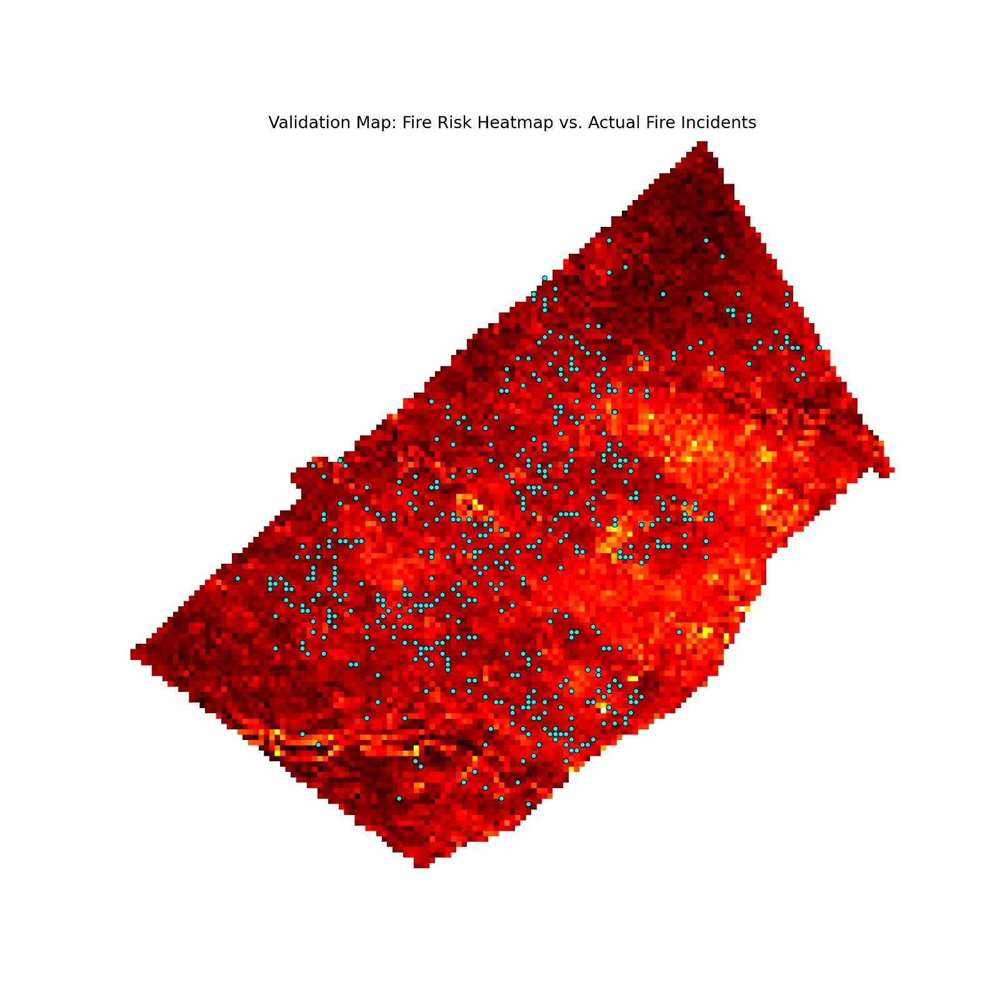 Validation Map: Fire Risk Heatmap vs. Actual Fire Incidents